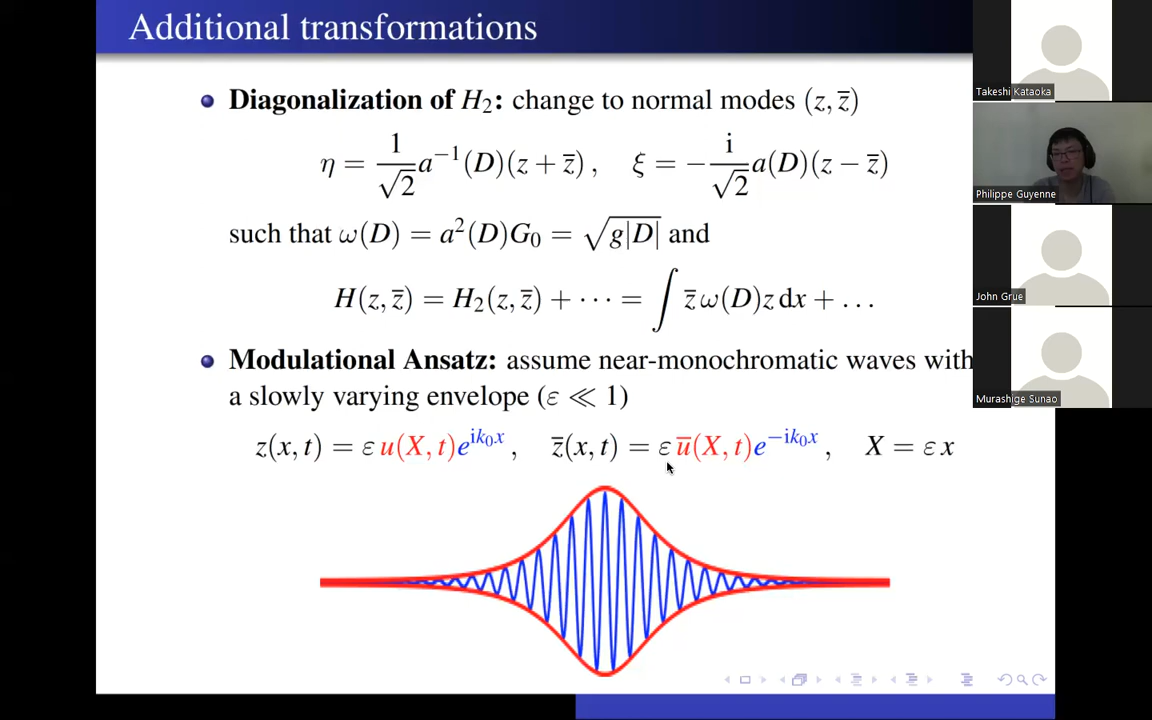 Additional transformations
Diagonalization of H₂: change to normal modes (z, z̄)
η = 1/√2 a⁻¹(D)(z + z̄) , ξ = − i/√2 a(D)(z − z̄)
such that ω(D) = a²(D)G₀ = √(g|D|) and
H(z, z̄) = H₂(z, z̄) + ⋯ = ∫ z̄ ω(D)z dx + …
Modulational Ansatz: assume near-monochromatic waves with
a slowly varying envelope (ε ≪ 1)
z(x, t) = ε u(X, t)e^{ik₀x} , z̄(x, t) = ε ū(X, t)e^{−ik₀x} , X = ε x
Takeshi Kataoka
Philippe Guyenne
John Grue
Murashige Sunao